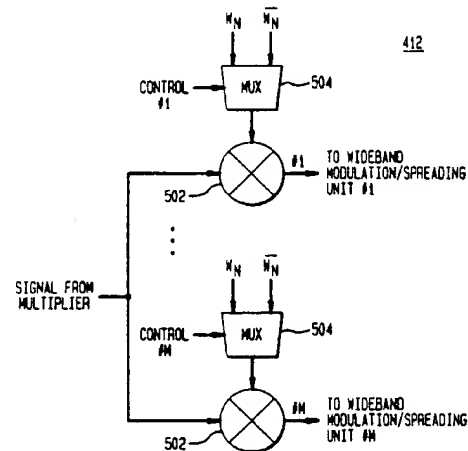 W_N W̅_N
412
MUX
504
CONTROL
#1
#1
TO WIDEBAND
MODULATION/SPREADING
UNIT #1
502
SIGNAL FROM
MULTIPLIER
W_N W̅_N
MUX
504
CONTROL
#M
#M
TO WIDEBAND
MODULATION/SPREADING
UNIT #M
502